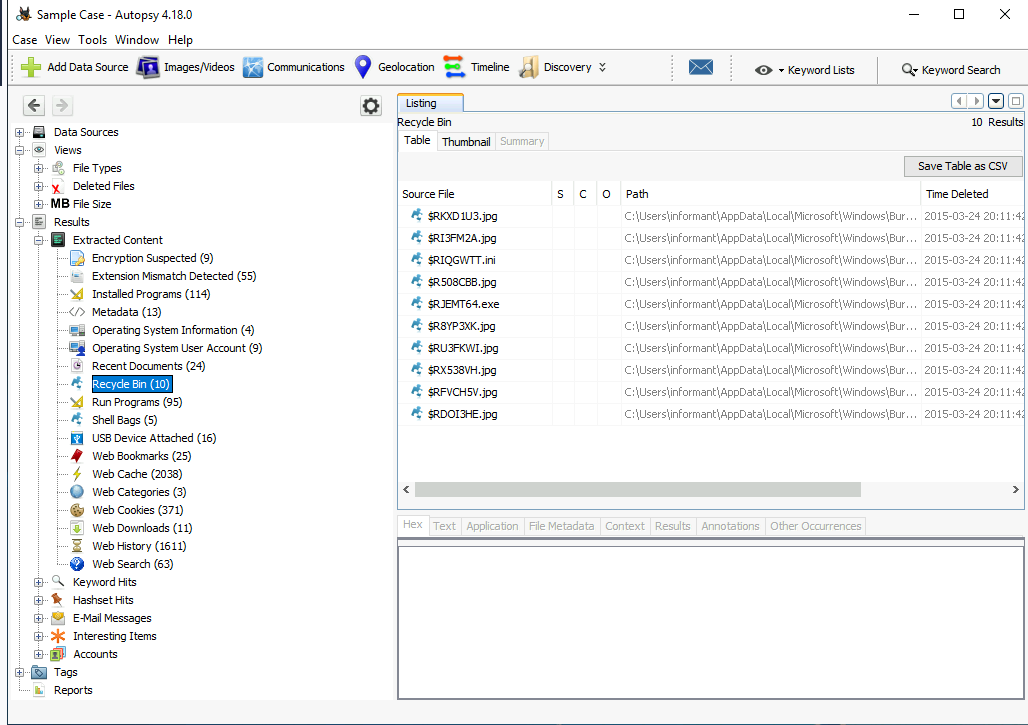 Sample Case - Autopsy 4.18.0
Case View Tools Window Help
Add Data Source Images/Videos Communications Geolocation Timeline Discovery Keyword Lists Keyword Search
Data Sources
Views
File Types
Deleted Files
MB File Size
Results
Extracted Content
Encryption Suspected (9)
Extension Mismatch Detected (55)
Installed Programs (114)
Metadata (13)
Operating System Information (4)
Operating System User Account (9)
Recent Documents (24)
Recycle Bin (10)
Run Programs (95)
Shell Bags (5)
USB Device Attached (16)
Web Bookmarks (25)
Web Cache (2038)
Web Categories (3)
Web Cookies (371)
Web Downloads (11)
Web History (1611)
Web Search (63)
Keyword Hits
Hashset Hits
E-Mail Messages
Interesting Items
Accounts
Tags
Reports
Listing
Recycle Bin 10 Results
Table Thumbnail Summary
Save Table as CSV
Source File S C O Path Time Deleted
$RKXD1U3.jpg C:\Users\informant\AppData\Local\Microsoft\Windows\Bur... 2015-03-24 20:11:42
$RI3FM2A.jpg C:\Users\informant\AppData\Local\Microsoft\Windows\Bur... 2015-03-24 20:11:42
$RIQGWTT.ini C:\Users\informant\AppData\Local\Microsoft\Windows\Bur... 2015-03-24 20:11:42
$R508CBB.jpg C:\Users\informant\AppData\Local\Microsoft\Windows\Bur... 2015-03-24 20:11:42
$RJEMT64.exe C:\Users\informant\AppData\Local\Microsoft\Windows\Bur... 2015-03-24 20:11:42
$R8YP3XK.jpg C:\Users\informant\AppData\Local\Microsoft\Windows\Bur... 2015-03-24 20:11:42
$RU3FKWI.jpg C:\Users\informant\AppData\Local\Microsoft\Windows\Bur... 2015-03-24 20:11:42
$RX538VH.jpg C:\Users\informant\AppData\Local\Microsoft\Windows\Bur... 2015-03-24 20:11:42
$RFVCH5V.jpg C:\Users\informant\AppData\Local\Microsoft\Windows\Bur... 2015-03-24 20:11:42
$RDOI3HE.jpg C:\Users\informant\AppData\Local\Microsoft\Windows\Bur... 2015-03-24 20:11:42
Hex Text Application File Metadata Context Results Annotations Other Occurrences